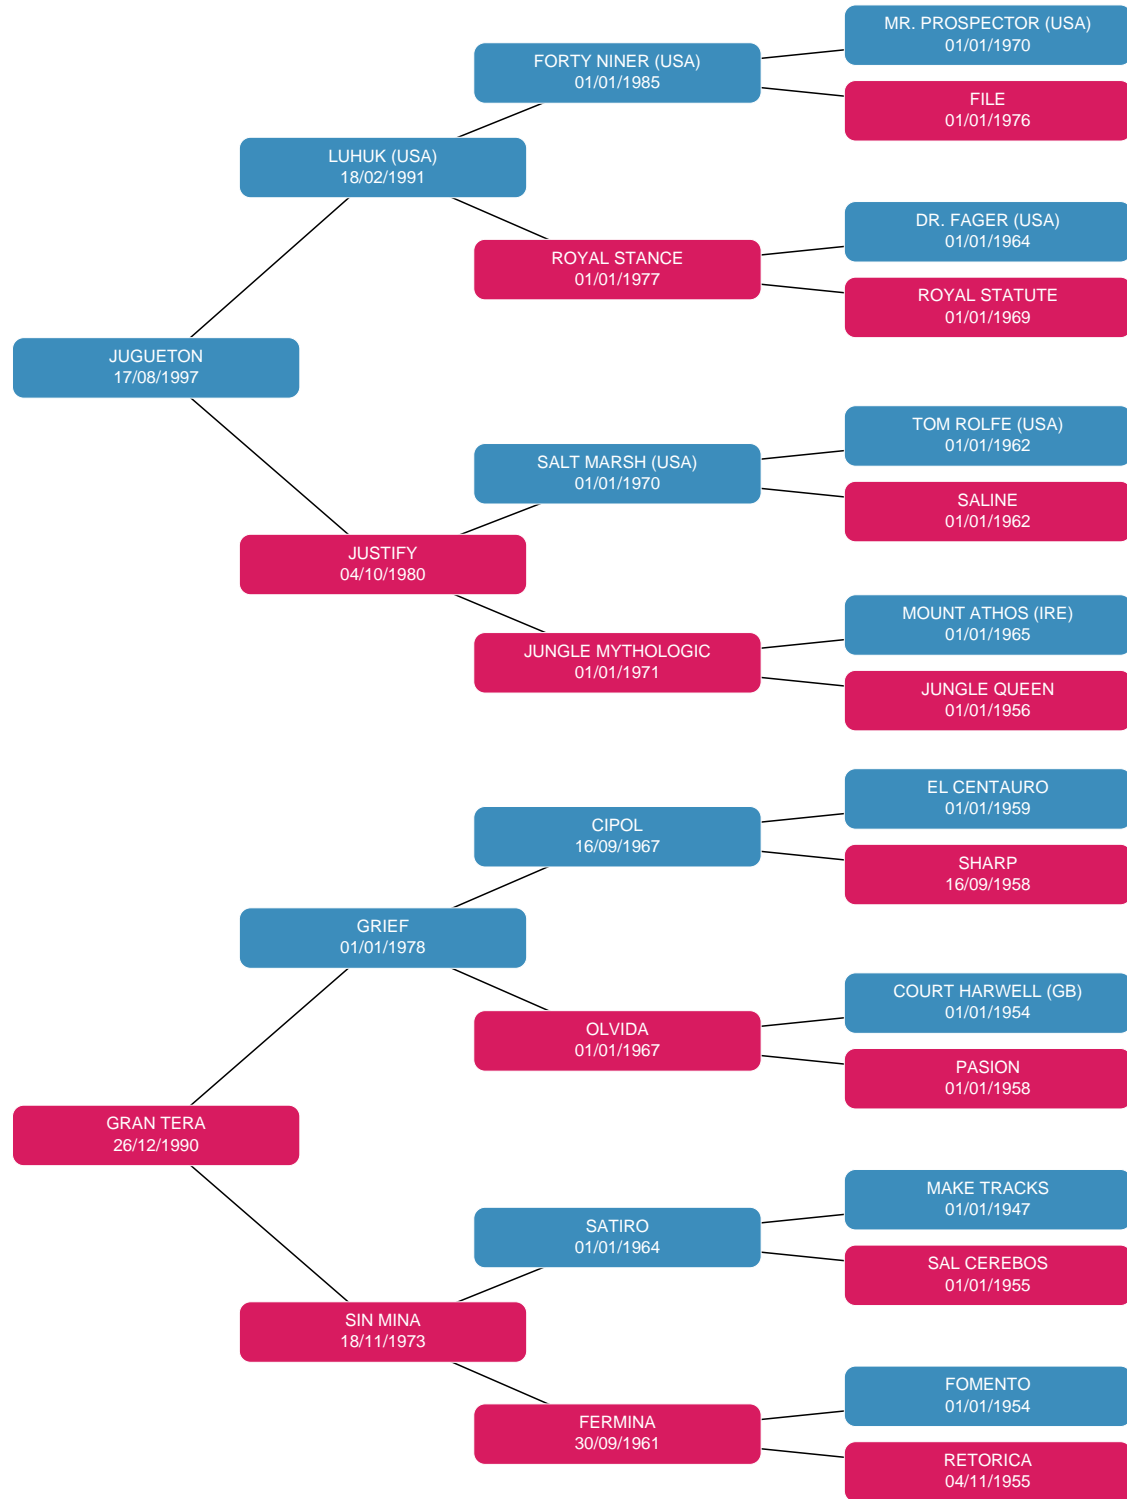 MR. PROSPECTOR (USA)
01/01/1970
FORTY NINER (USA)
01/01/1985
FILE
01/01/1976
LUHUK (USA)
18/02/1991
DR. FAGER (USA)
01/01/1964
ROYAL STANCE
01/01/1977
ROYAL STATUTE
01/01/1969
JUGUETON
17/08/1997
TOM ROLFE (USA)
01/01/1962
SALT MARSH (USA)
01/01/1970
SALINE
01/01/1962
JUSTIFY
04/10/1980
MOUNT ATHOS (IRE)
01/01/1965
JUNGLE MYTHOLOGIC
01/01/1971
JUNGLE QUEEN
01/01/1956
EL CENTAURO
01/01/1959
CIPOL
16/09/1967
SHARP
16/09/1958
GRIEF
01/01/1978
COURT HARWELL (GB)
01/01/1954
OLVIDA
01/01/1967
PASION
01/01/1958
GRAN TERA
26/12/1990
MAKE TRACKS
01/01/1947
SATIRO
01/01/1964
SAL CEREBOS
01/01/1955
SIN MINA
18/11/1973
FOMENTO
01/01/1954
FERMINA
30/09/1961
RETORICA
04/11/1955